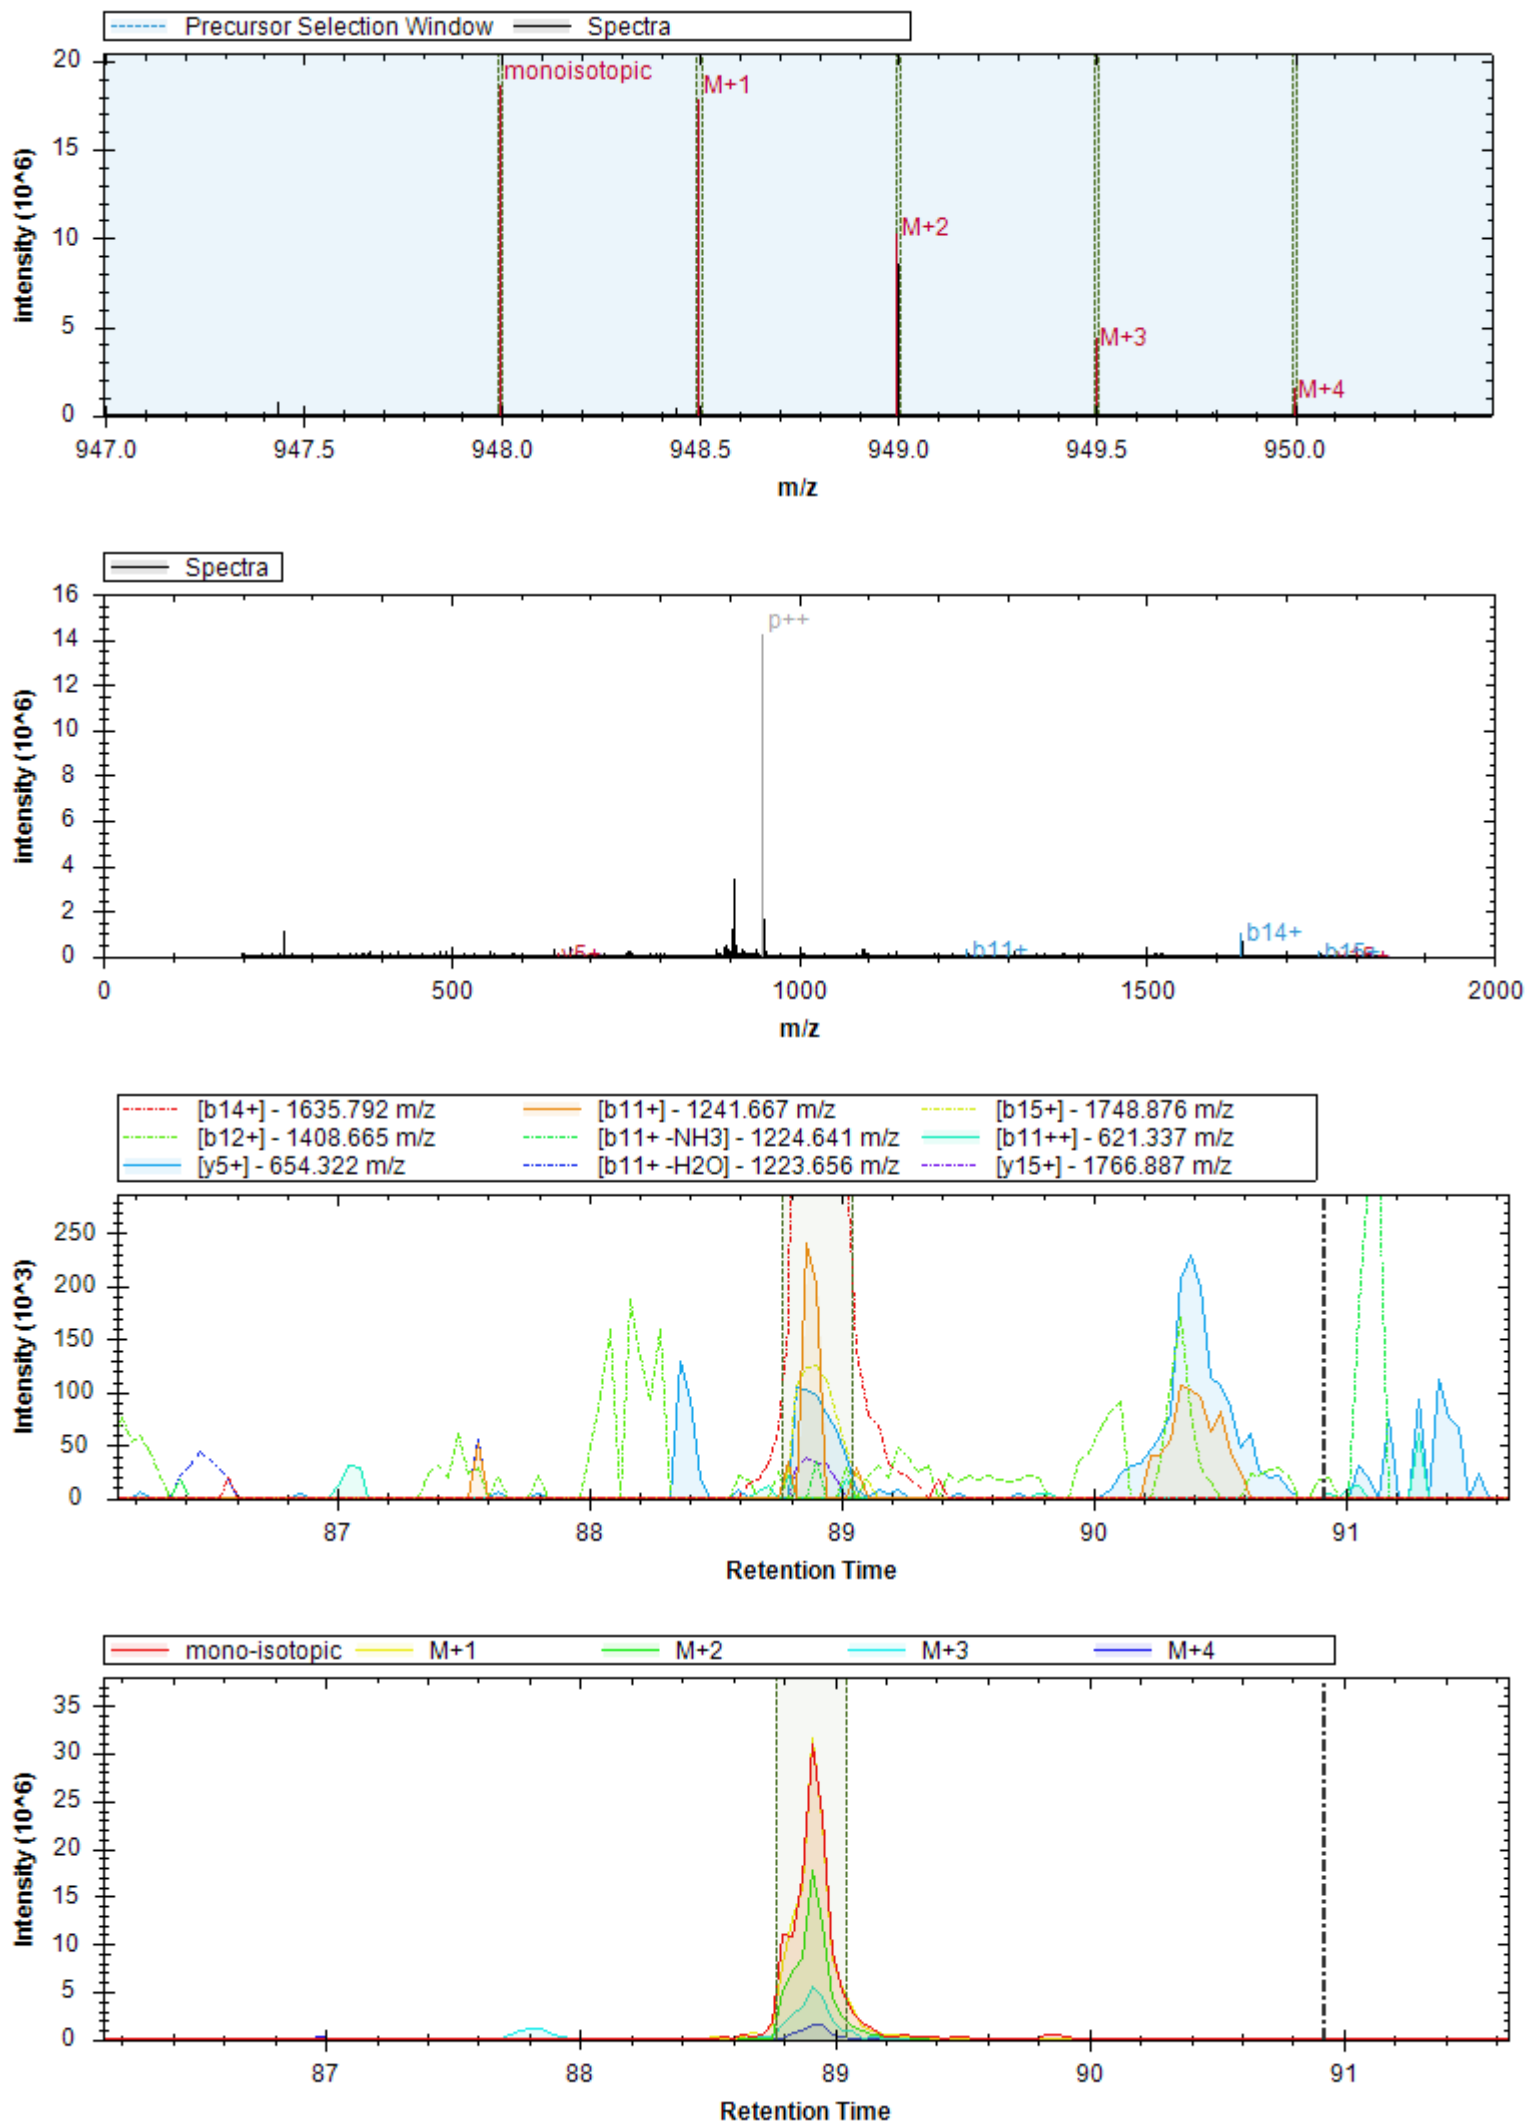 Precursor Selection Window Spectra
20
monoisotopic
M+1
15
intensity (10^6)
10
M+2
5
M+3
M+4
0
947.0 947.5 948.0 948.5 949.0 949.5 950.0
m/z
Spectra
16
p++
14
12
10
intensity (10^6)
8
6
4
2
b14+
0
b11+
0 500 1000 1500 2000
m/z
[b14+] - 1635.792 m/z [b11+] - 1241.667 m/z [b15+] - 1748.876 m/z
[b12+] - 1408.665 m/z [b11+ -NH3] - 1224.641 m/z [b11++] - 621.337 m/z
[y5+] - 654.322 m/z [b11+ -H2O] - 1223.656 m/z [y15+] - 1766.887 m/z
250
200
Intensity (10^3)
150
100
50
0
87 88 89 90 91
Retention Time
mono-isotopic M+1 M+2 M+3 M+4
35
30
25
Intensity (10^6)
20
15
10
5
0
87 88 89 90 91
Retention Time